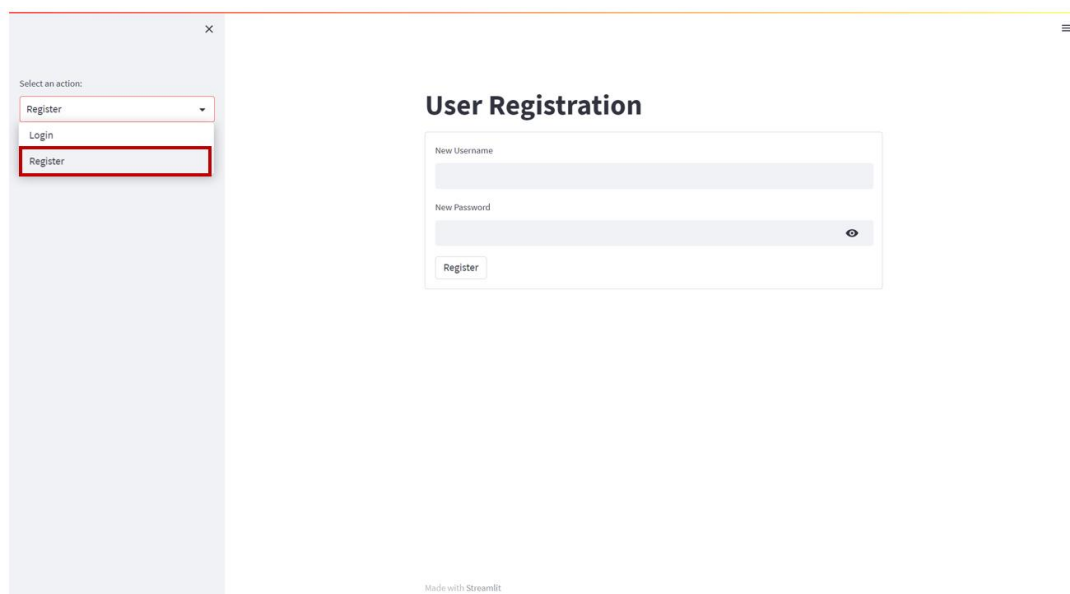 Select an action:
Register
Login
Register
User Registration
New Username
New Password
Register
Made with Streamlit